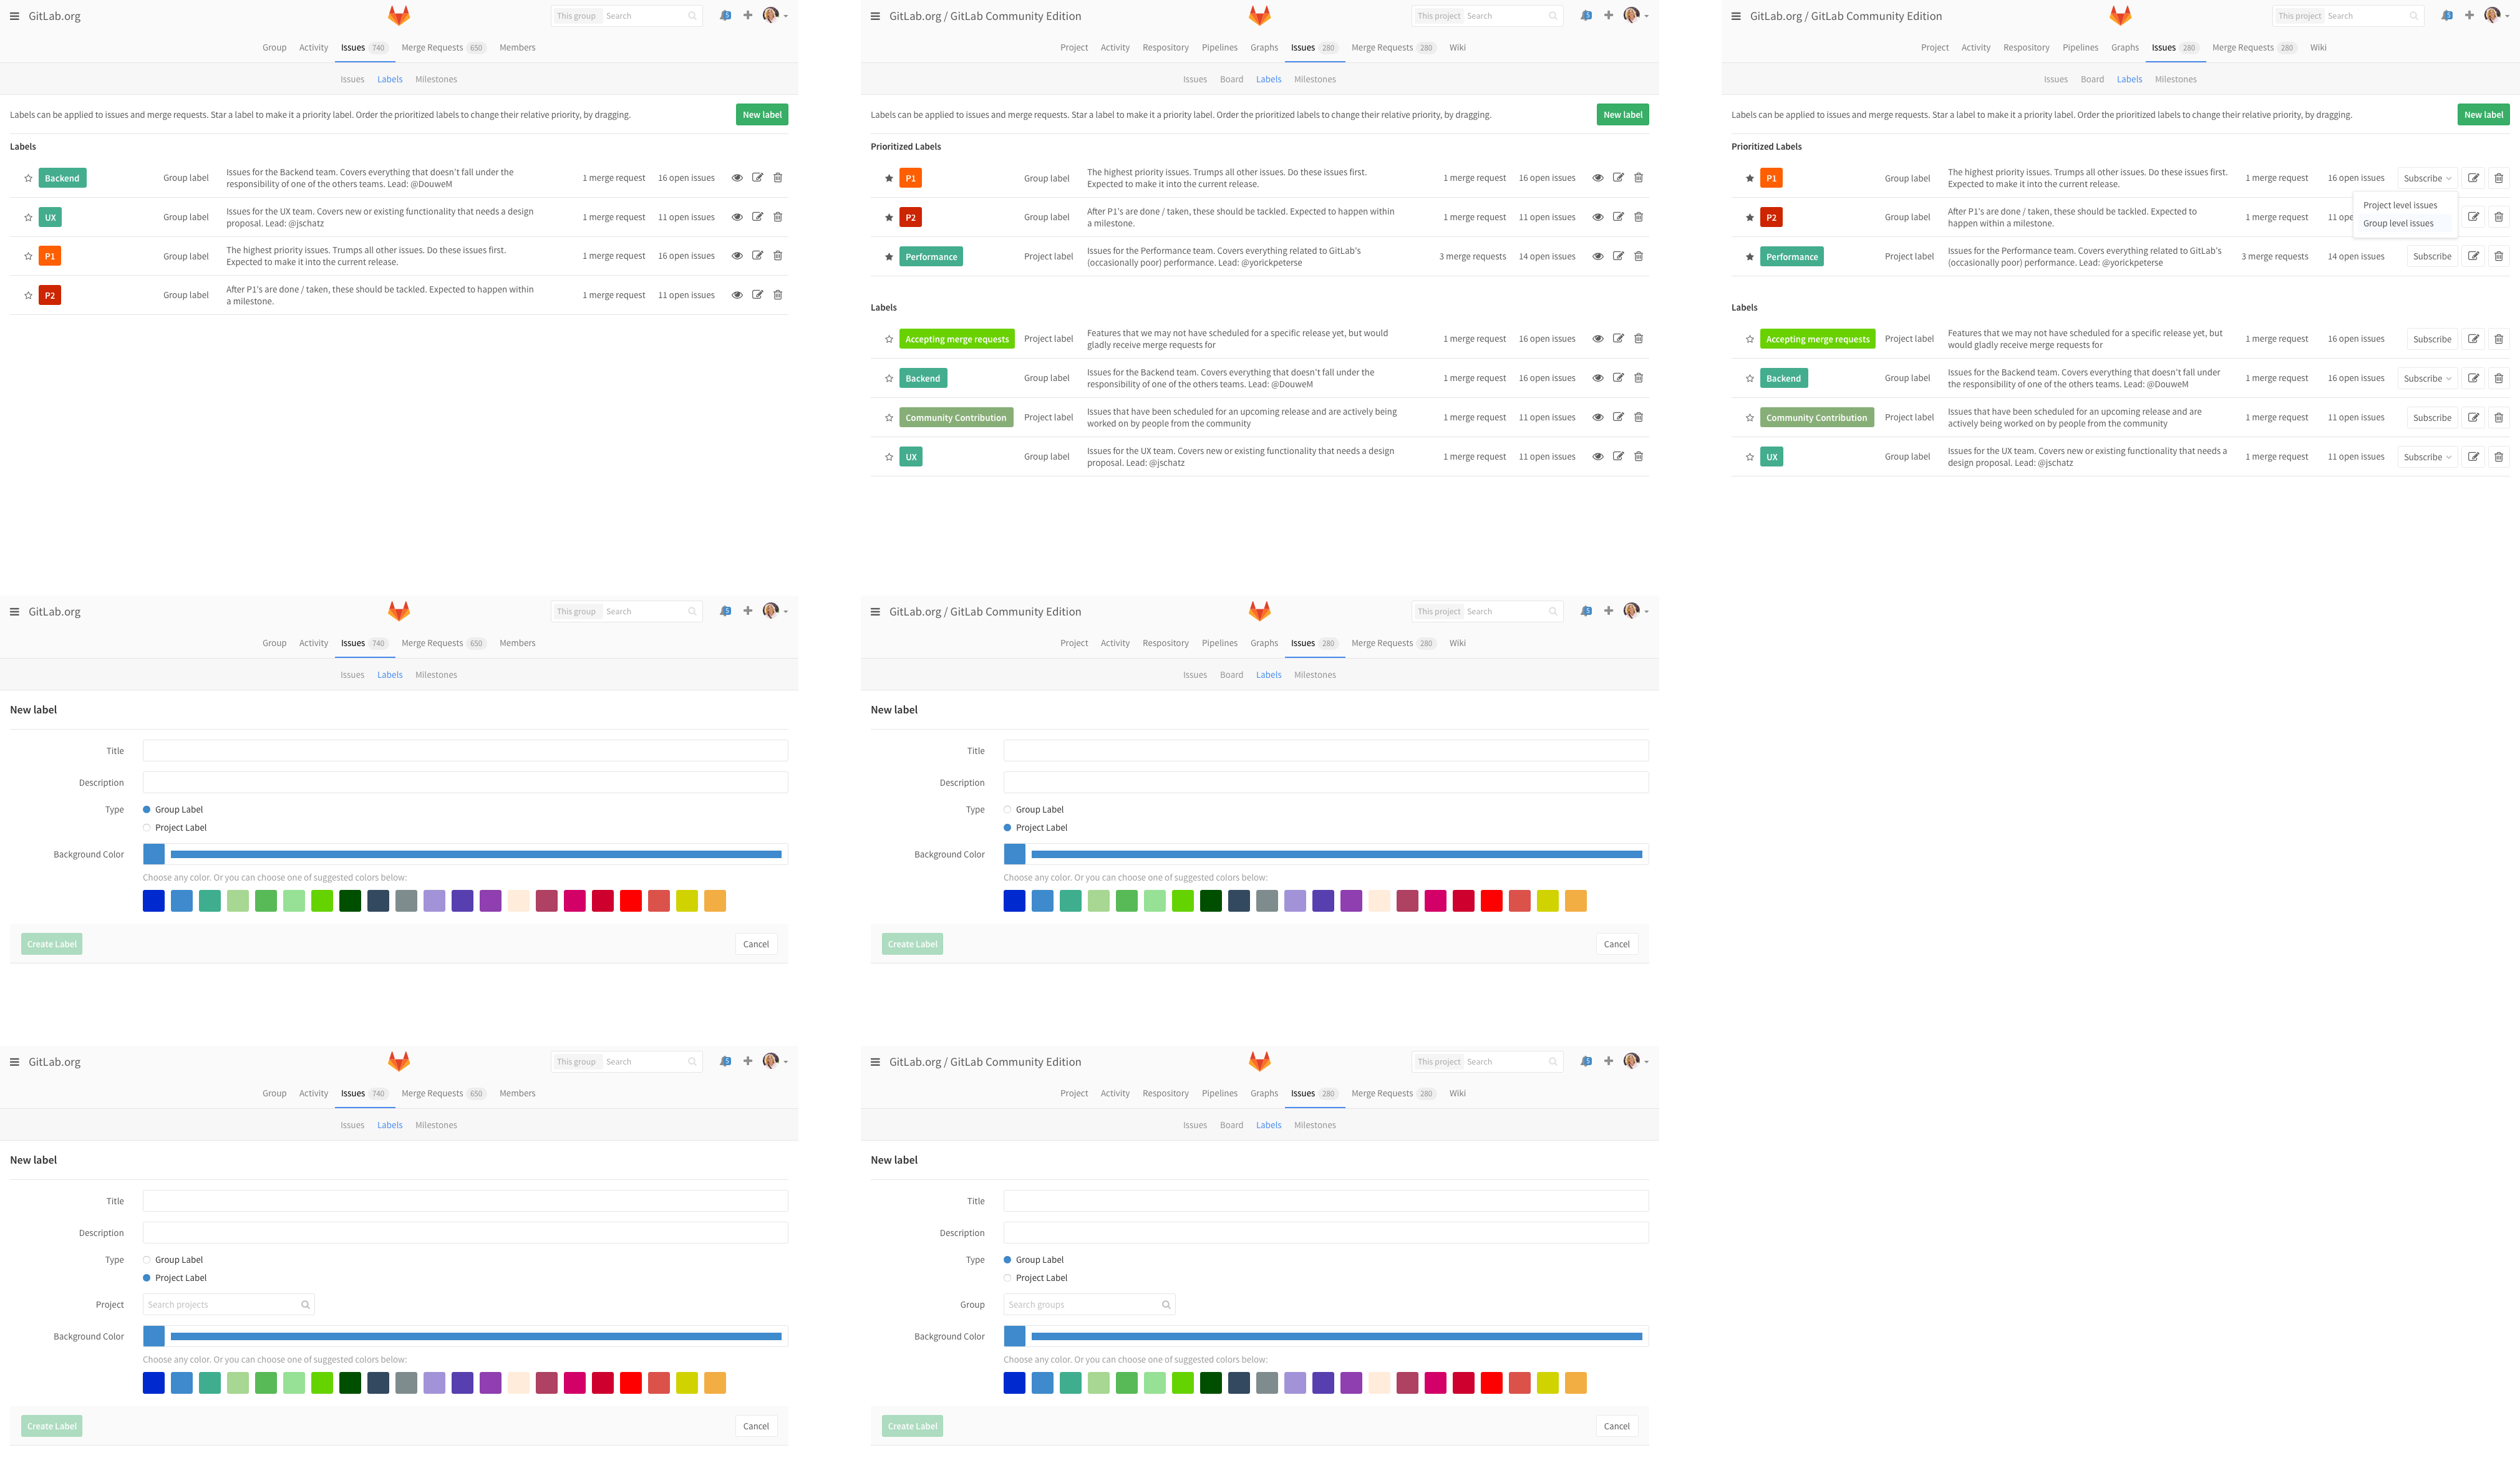 GitLab.org
This group Search
Group Activity Issues 740 Merge Requests 650 Members
Issues Labels Milestones
Labels can be applied to issues and merge requests. Star a label to make it a priority label. Order the prioritized labels to change their relative priority, by dragging.
New label
Labels
Backend Group label Issues for the Backend team. Covers everything that doesn't fall under the
responsibility of one of the others teams. Lead: @DouweM
1 merge request 16 open issues
UX Group label Issues for the UX team. Covers new or existing functionality that needs a design
proposal. Lead: @jschatz
1 merge request 11 open issues
P1 Group label The highest priority issues. Trumps all other issues. Do these issues first.
Expected to make it into the current release.
1 merge request 16 open issues
P2 Group label After P1's are done / taken, these should be tackled. Expected to happen within
a milestone.
1 merge request 11 open issues
GitLab.org / GitLab Community Edition
This project Search
Project Activity Respository Pipelines Graphs Issues 280 Merge Requests 280 Wiki
Issues Board Labels Milestones
Labels can be applied to issues and merge requests. Star a label to make it a priority label. Order the prioritized labels to change their relative priority, by dragging.
New label
Prioritized Labels
P1 Group label The highest priority issues. Trumps all other issues. Do these issues first.
Expected to make it into the current release.
1 merge request 16 open issues
P2 Group label After P1's are done / taken, these should be tackled. Expected to happen within
a milestone.
1 merge request 11 open issues
Performance Project label Issues for the Performance team. Covers everything related to GitLab's
(occasionally poor) performance. Lead: @yorickpeterse
3 merge requests 14 open issues
Labels
Accepting merge requests Project label Features that we may not have scheduled for a specific release yet, but would
gladly receive merge requests for
1 merge request 16 open issues
Backend Group label Issues for the Backend team. Covers everything that doesn't fall under the
responsibility of one of the others teams. Lead: @DouweM
1 merge request 16 open issues
Community Contribution Project label Issues that have been scheduled for an upcoming release and are actively being
worked on by people from the community
1 merge request 11 open issues
UX Group label Issues for the UX team. Covers new or existing functionality that needs a design
proposal. Lead: @jschatz
1 merge request 11 open issues
GitLab.org / GitLab Community Edition
This project Search
Project Activity Respository Pipelines Graphs Issues 280 Merge Requests 280 Wiki
Issues Board Labels Milestones
Labels can be applied to issues and merge requests. Star a label to make it a priority label. Order the prioritized labels to change their relative priority, by dragging.
New label
Prioritized Labels
P1 Group label The highest priority issues. Trumps all other issues. Do these issues first.
Expected to make it into the current release.
1 merge request 16 open issues Subscribe
Project level issues
Group level issues
P2 Group label After P1's are done / taken, these should be tackled. Expected to
happen within a milestone.
1 merge request 11 ope
Performance Project label Issues for the Performance team. Covers everything related to GitLab's
(occasionally poor) performance. Lead: @yorickpeterse
3 merge requests 14 open issues Subscribe
Labels
Accepting merge requests Project label Features that we may not have scheduled for a specific release yet, but
would gladly receive merge requests for
1 merge request 16 open issues Subscribe
Backend Group label Issues for the Backend team. Covers everything that doesn't fall under
the responsibility of one of the others teams. Lead: @DouweM
1 merge request 16 open issues Subscribe
Community Contribution Project label Issues that have been scheduled for an upcoming release and are
actively being worked on by people from the community
1 merge request 11 open issues Subscribe
UX Group label Issues for the UX team. Covers new or existing functionality that needs a
design proposal. Lead: @jschatz
1 merge request 11 open issues Subscribe
GitLab.org
This group Search
Group Activity Issues 740 Merge Requests 650 Members
Issues Labels Milestones
New label
Title
Description
Type Group Label
Project Label
Background Color
Choose any color. Or you can choose one of suggested colors below:
Create Label Cancel
GitLab.org / GitLab Community Edition
This project Search
Project Activity Respository Pipelines Graphs Issues 280 Merge Requests 280 Wiki
Issues Board Labels Milestones
New label
Title
Description
Type Group Label
Project Label
Background Color
Choose any color. Or you can choose one of suggested colors below:
Create Label Cancel
GitLab.org
This group Search
Group Activity Issues 740 Merge Requests 650 Members
Issues Labels Milestones
New label
Title
Description
Type Group Label
Project Label
Project Search projects
Background Color
Choose any color. Or you can choose one of suggested colors below:
Create Label Cancel
GitLab.org / GitLab Community Edition
This project Search
Project Activity Respository Pipelines Graphs Issues 280 Merge Requests 280 Wiki
Issues Board Labels Milestones
New label
Title
Description
Type Group Label
Project Label
Group Search groups
Background Color
Choose any color. Or you can choose one of suggested colors below:
Create Label Cancel